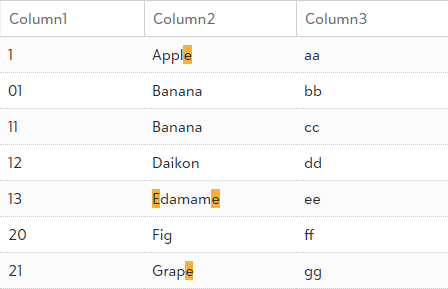 Column1 Column2 Column3
1 Apple aa
01 Banana bb
11 Banana cc
12 Daikon dd
13 Edamame ee
20 Fig ff
21 Grape gg